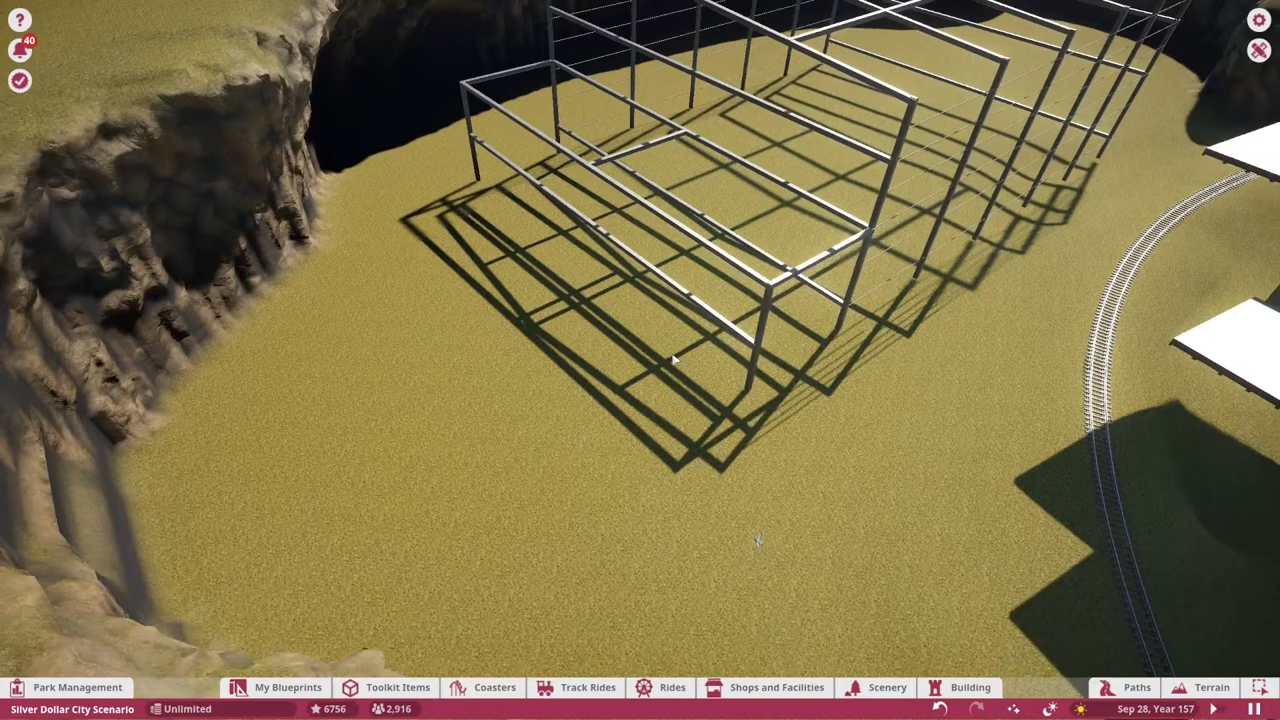 ?
40
Park Management
My Blueprints
Toolkit Items
Coasters
Track Rides
Rides
Shops and Facilities
Scenery
Building
Paths
Terrain
Silver Dollar City Scenario
Unlimited
6756
2,916
Sep 28, Year 157